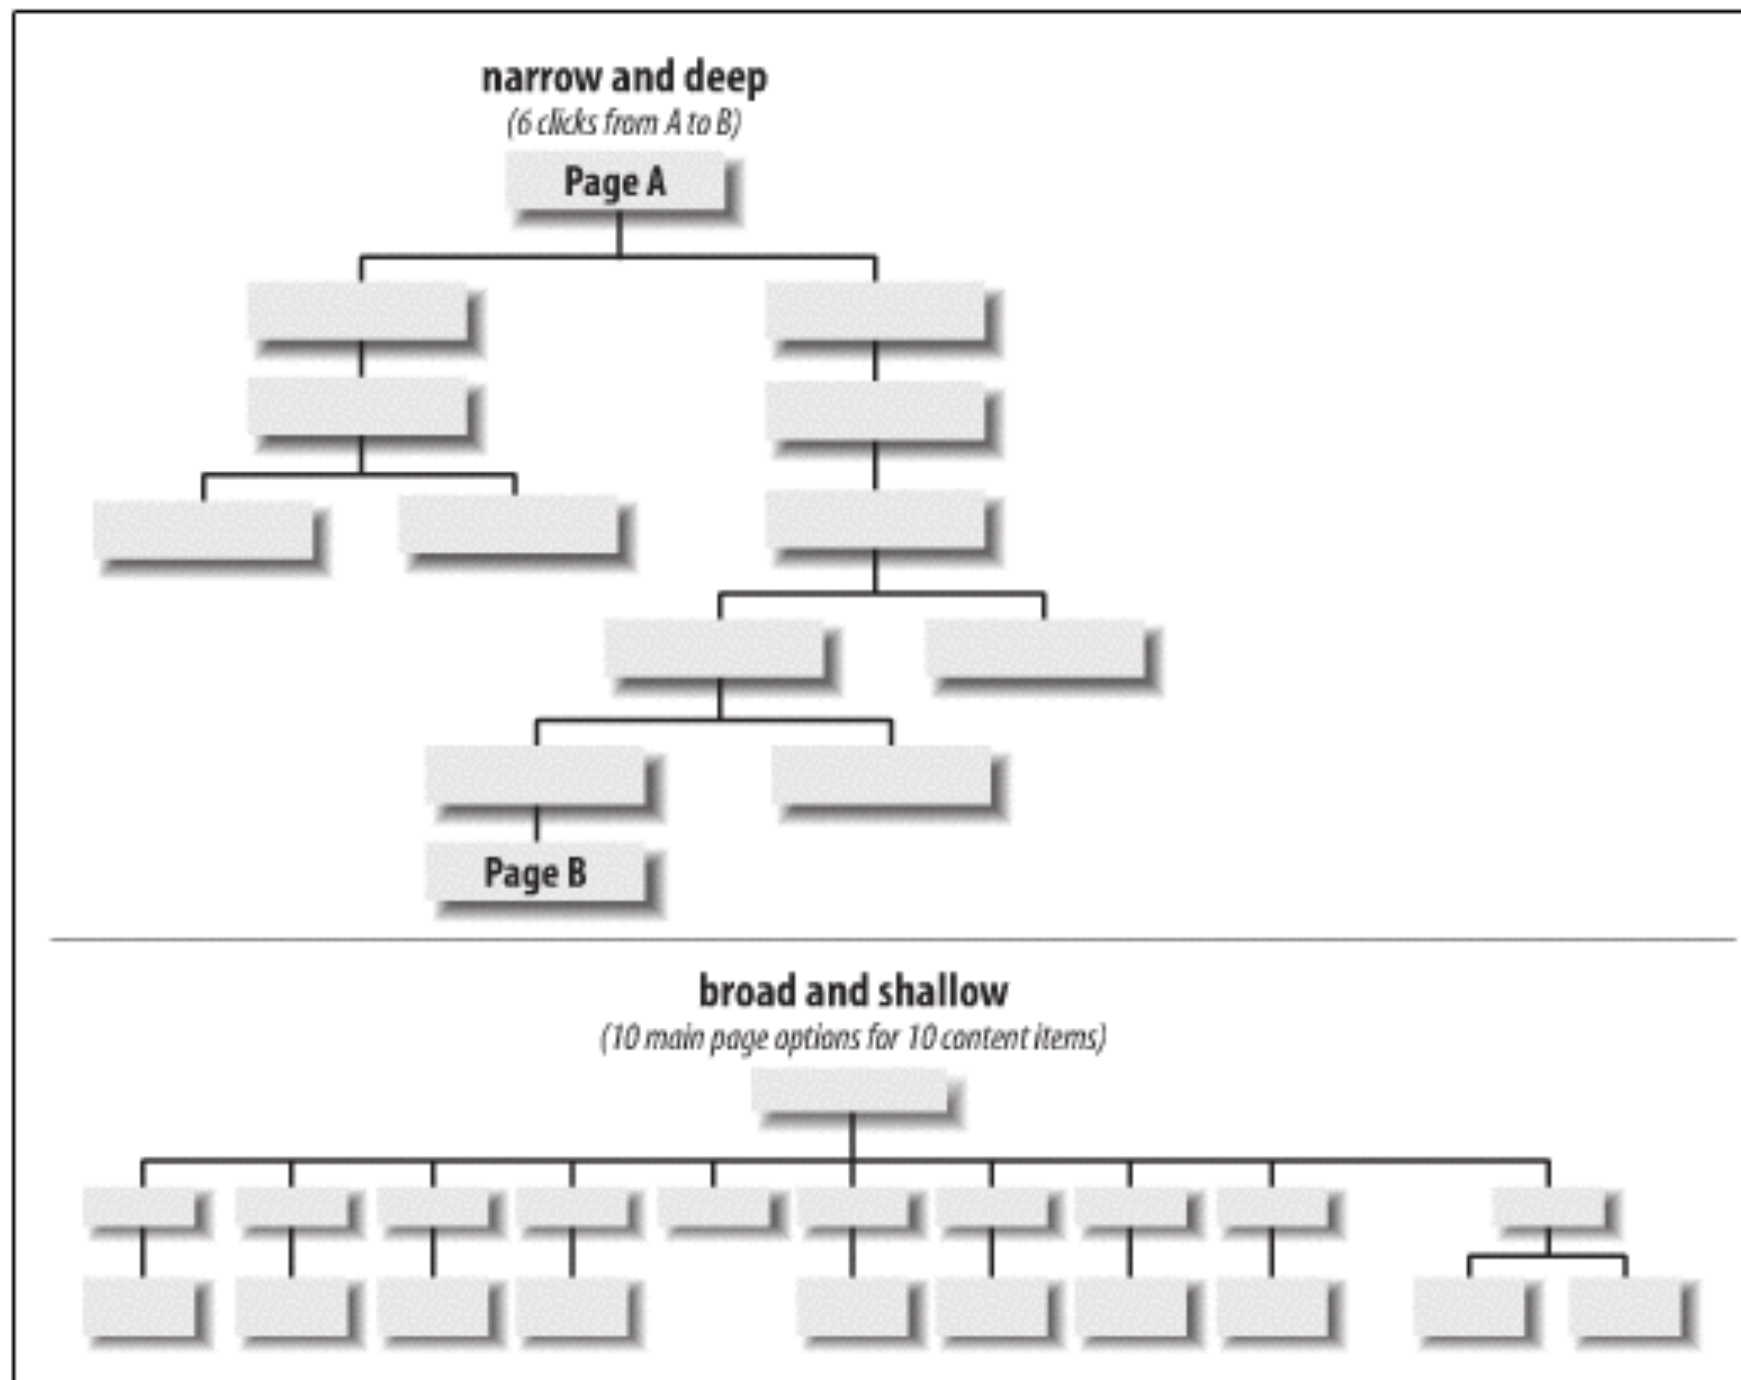 narrow and deep
(6 clicks from A to B)
Page A
Page B
broad and shallow
(10 main page options for 10 content items)